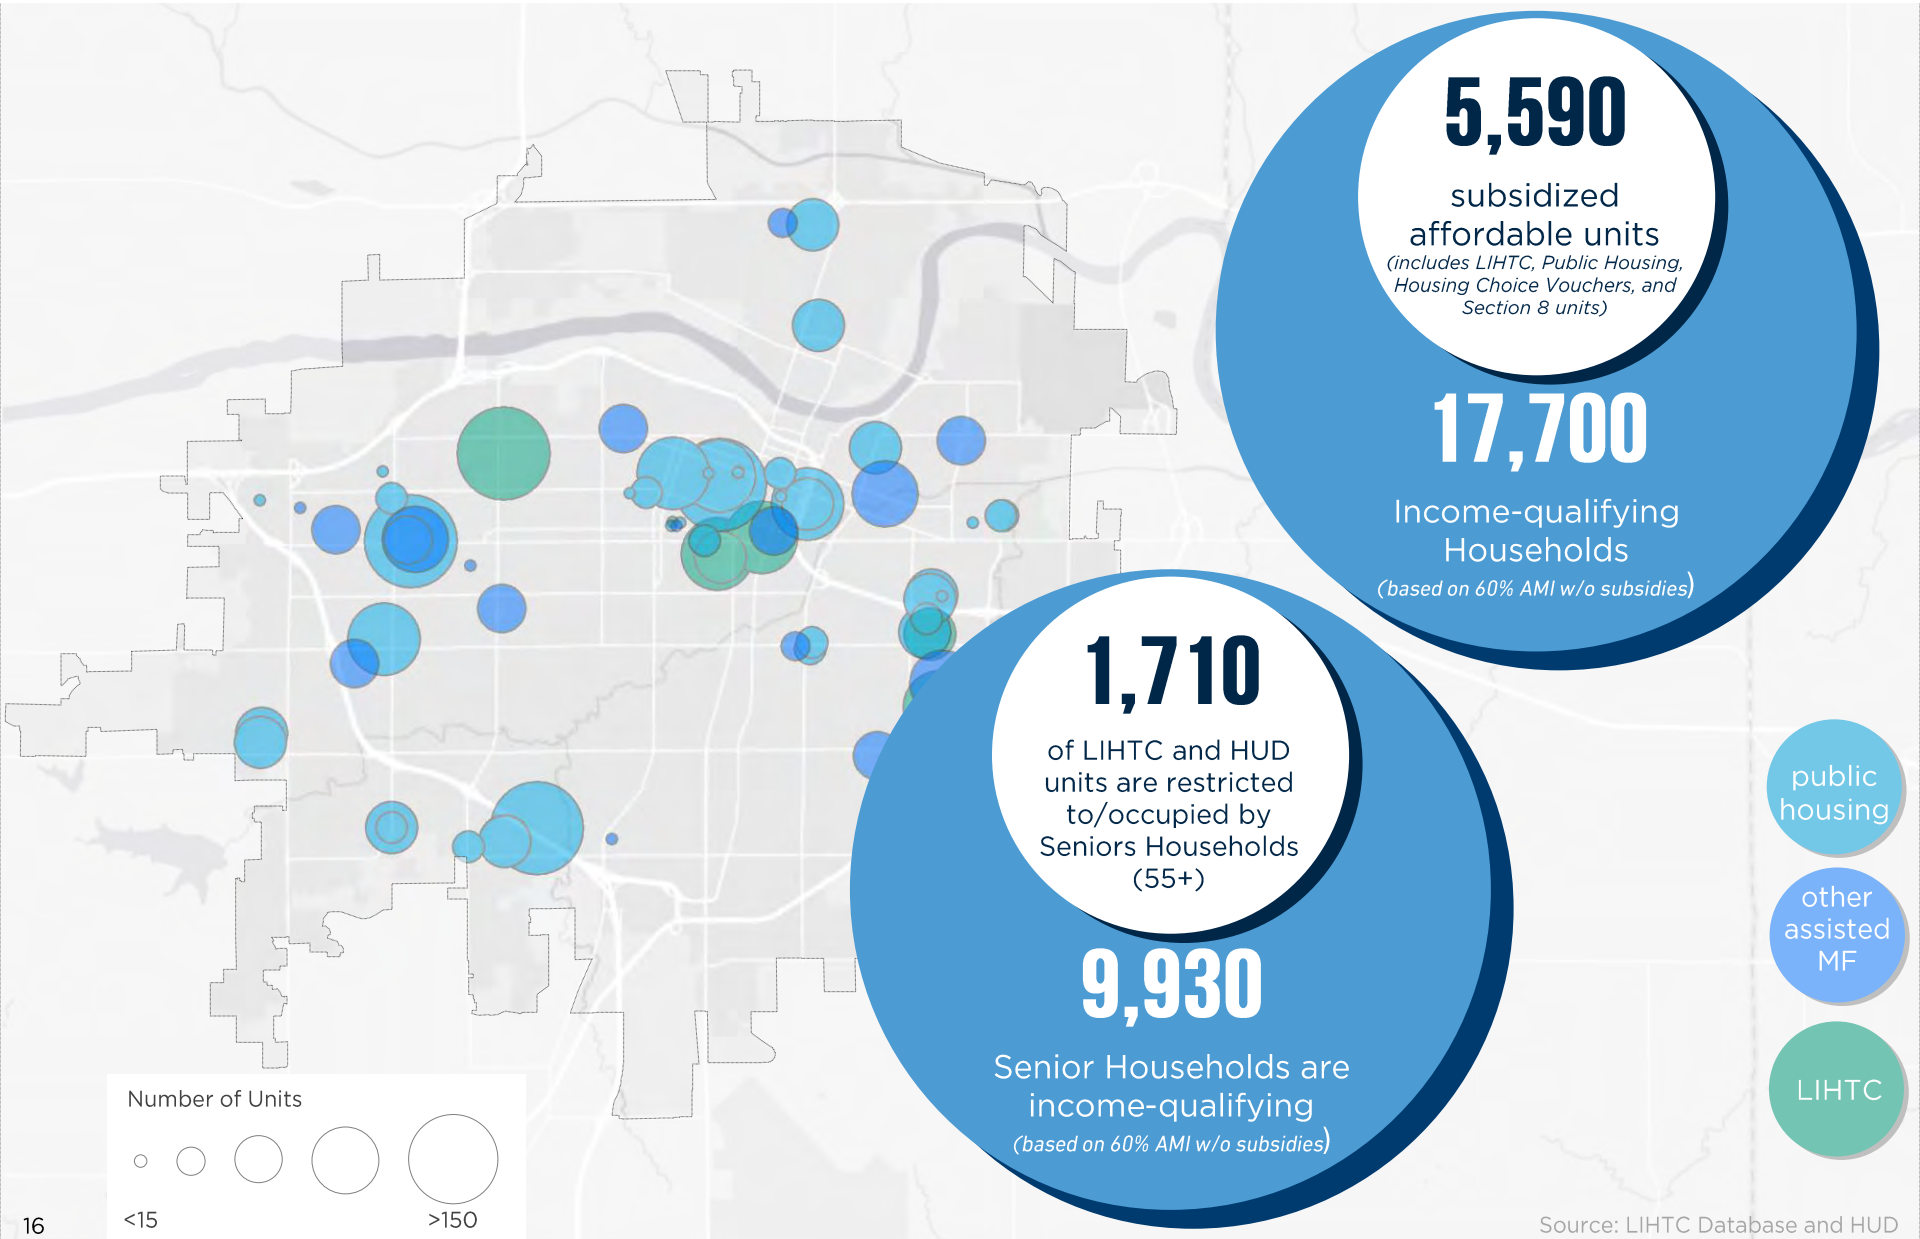 5,590
subsidized
affordable units
(includes LIHTC, Public Housing,
Housing Choice Vouchers, and
Section 8 units)
17,700
Income-qualifying
Households
(based on 60% AMI w/o subsidies)
1,710
of LIHTC and HUD
units are restricted
to/occupied by
Seniors Households
(55+)
9,930
Senior Households are
income-qualifying
(based on 60% AMI w/o subsidies)
public
housing
other
assisted
MF
LIHTC
Number of Units
<15
>150
16
Source: LIHTC Database and HUD